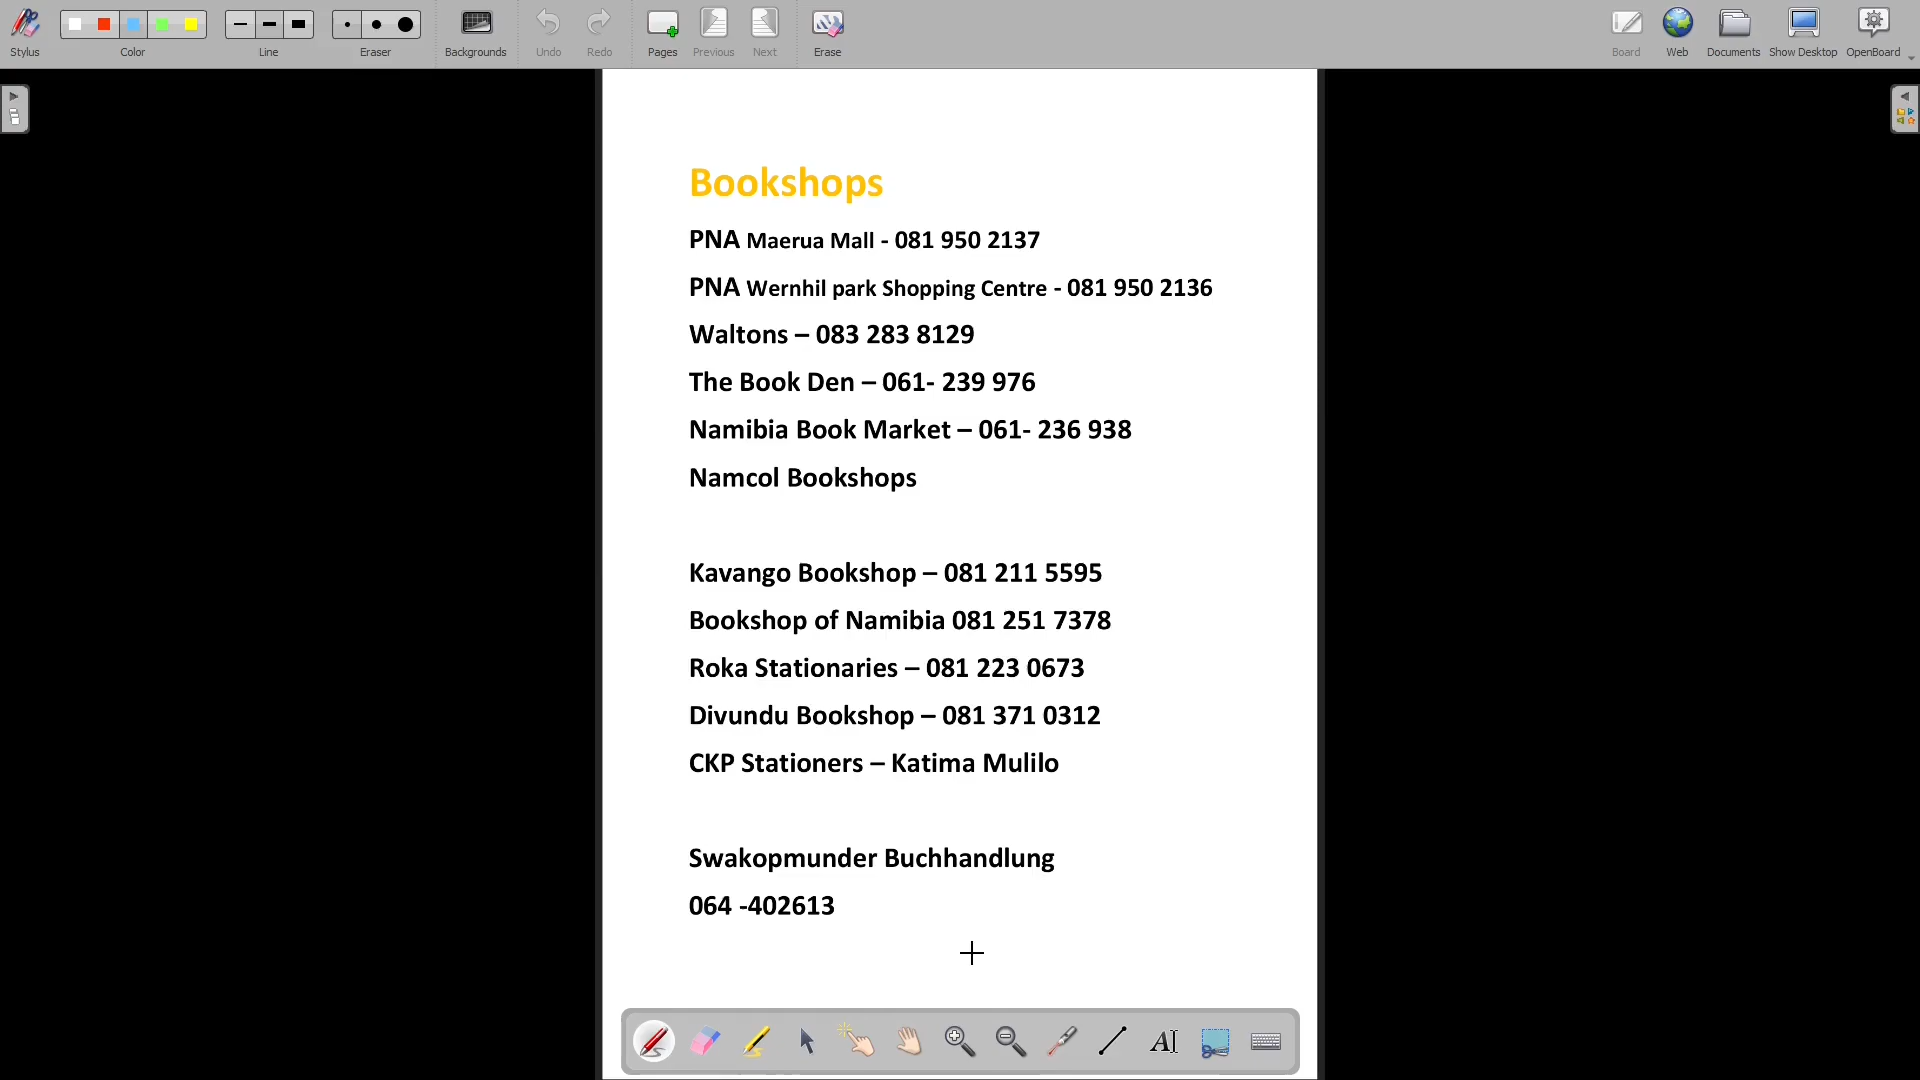 Stylus
Color
Line
Eraser
Backgrounds
Undo
Redo
Pages
Previous
Next
Erase
Board
Web
Documents
Show Desktop
OpenBoard
Bookshops
PNA Maerua Mall - 081 950 2137
PNA Wernhil park Shopping Centre - 081 950 2136
Waltons – 083 283 8129
The Book Den – 061- 239 976
Namibia Book Market – 061- 236 938
Namcol Bookshops
Kavango Bookshop – 081 211 5595
Bookshop of Namibia 081 251 7378
Roka Stationaries – 081 223 0673
Divundu Bookshop – 081 371 0312
CKP Stationers – Katima Mulilo
Swakopmunder Buchhandlung
064 -402613
AI